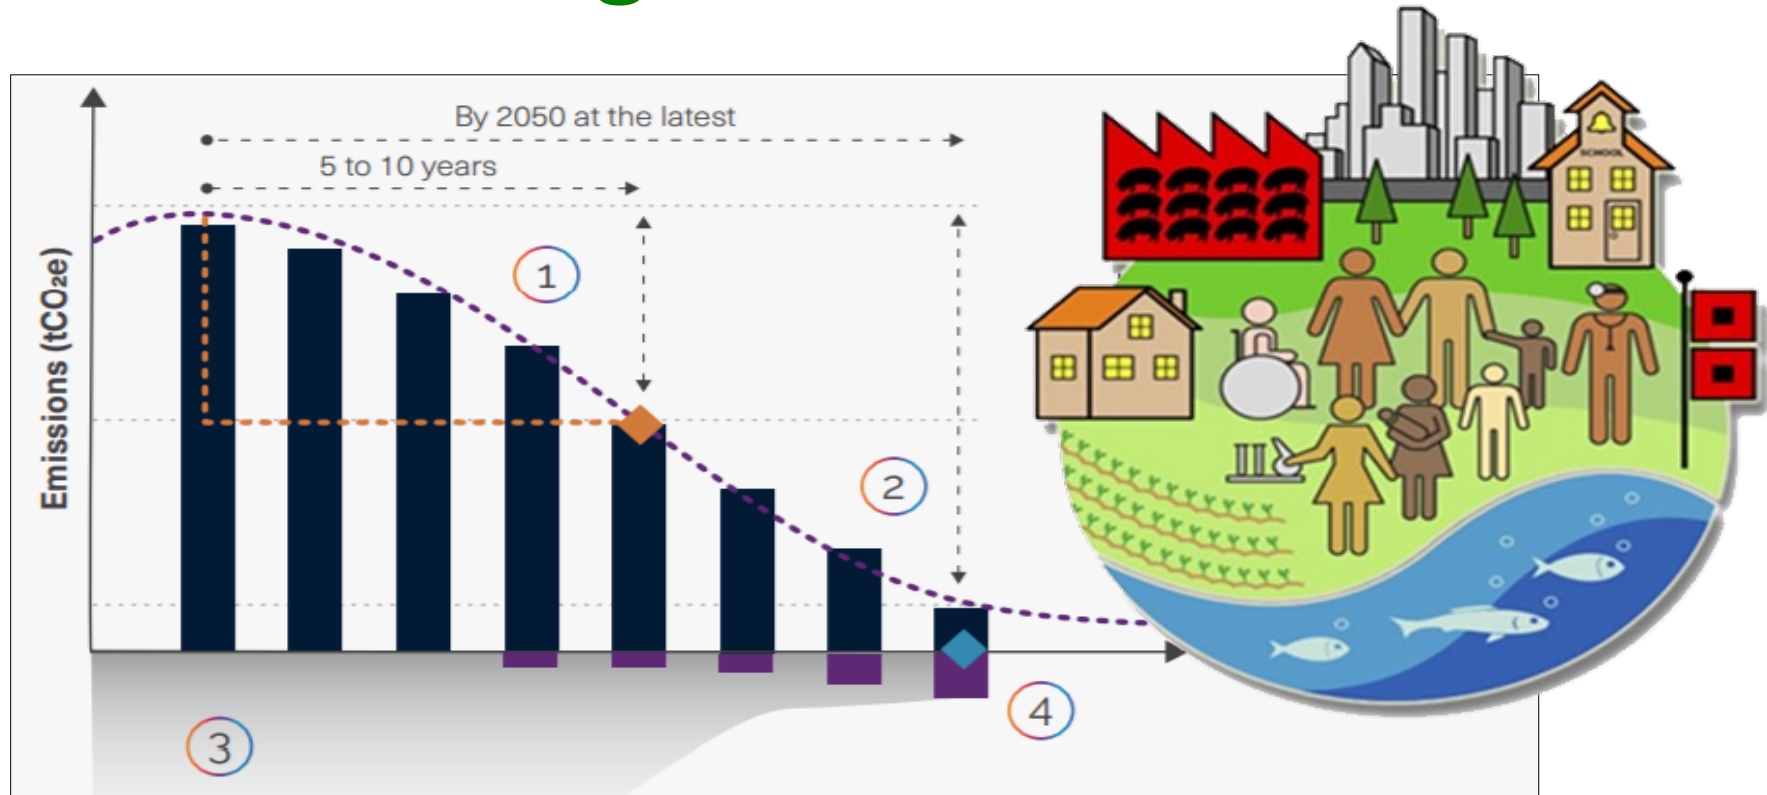 By 2050 at the latest
5 to 10 years
Emissions (tCO₂e)
1
2
3
4
SCHOOL